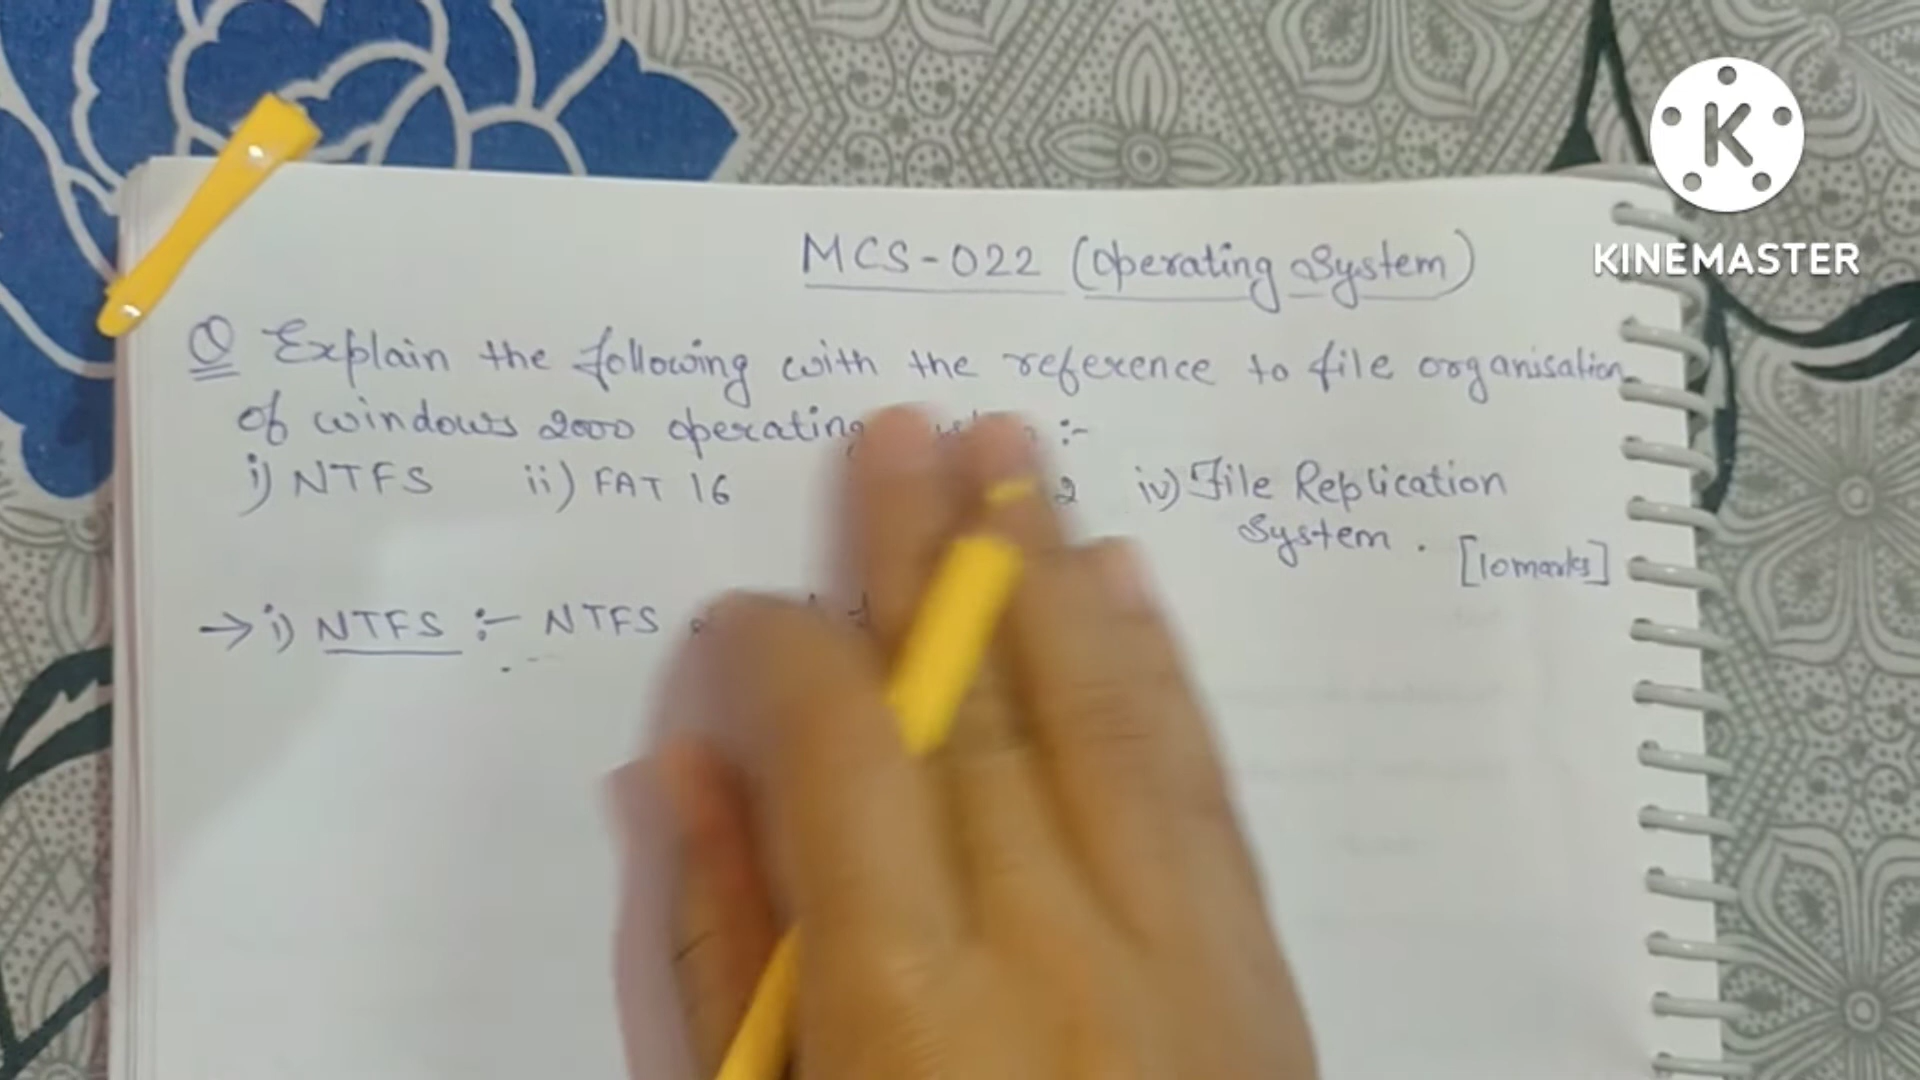 K
KINEMASTER
MCS-022 (Operating System)
Q Explain the following with the reference to file organisation
of windows 2000 operating :-
i) NTFS ii) FAT 16 2 iv) File Replication
System. [10marks]
→ i) NTFS :- NTFS